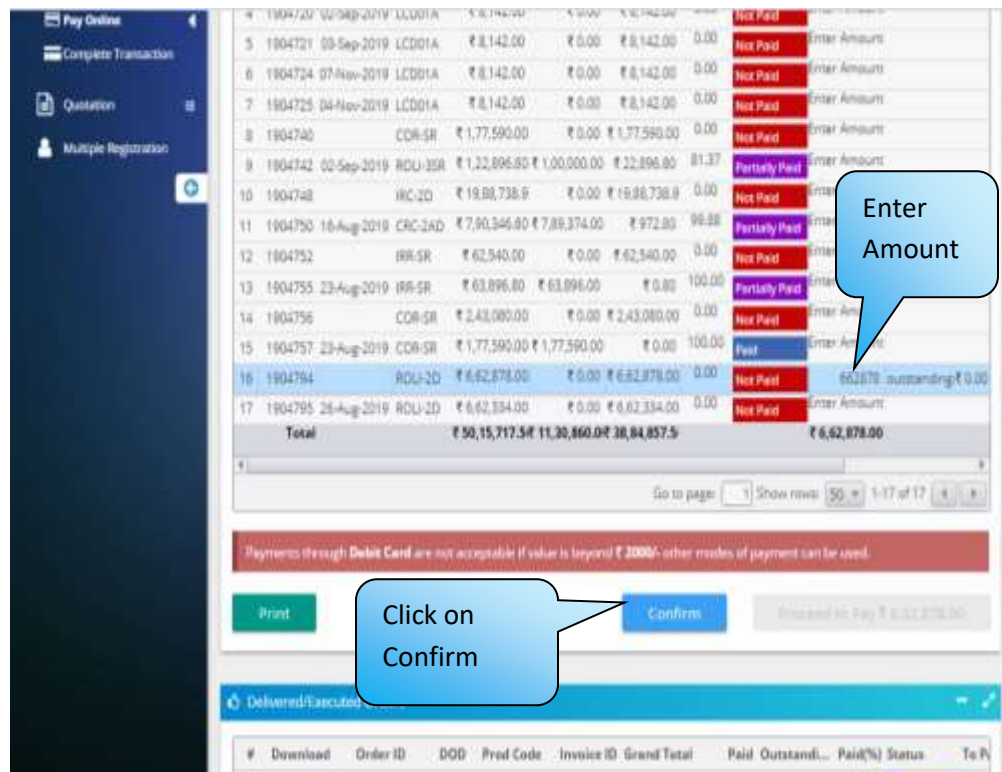 Pay Online
Complete Transaction
Quotation
Multiple Registration
4 1904720 02-Sep-2019 LCD01A ₹ 8,142.00 ₹ 0.00 ₹ 8,142.00 0.00 Not Paid Enter Amount
5 1904721 03-Sep-2019 LCD01A ₹ 8,142.00 ₹ 0.00 ₹ 8,142.00 0.00 Not Paid Enter Amount
6 1904724 07-Nov-2019 LCD01A ₹ 8,142.00 ₹ 0.00 ₹ 8,142.00 0.00 Not Paid Enter Amount
7 1904725 04-Nov-2019 LCD01A ₹ 8,142.00 ₹ 0.00 ₹ 8,142.00 0.00 Not Paid Enter Amount
8 1904740 COR-SR ₹ 1,77,590.00 ₹ 0.00 ₹ 1,77,590.00 0.00 Not Paid Enter Amount
9 1904742 02-Sep-2019 ROU-3SR ₹ 1,22,896.80 ₹ 1,00,000.00 ₹ 22,896.80 81.37 Partially Paid Enter Amount
10 1904748 IRC-2D ₹ 19,88,738.9 ₹ 0.00 ₹ 19,88,738.9 0.00 Not Paid
11 1904750 16-Aug-2019 CRC-2AD ₹ 7,90,346.80 ₹ 7,89,374.00 ₹ 972.80 99.88 Partially Paid
12 1904752 IRR-SR ₹ 62,540.00 ₹ 0.00 ₹ 62,540.00 0.00 Not Paid
13 1904755 23-Aug-2019 IRR-SR ₹ 63,896.80 ₹ 63,896.00 ₹ 0.80 100.00 Partially Paid
14 1904756 COR-SR ₹ 2,43,080.00 ₹ 0.00 ₹ 2,43,080.00 0.00 Not Paid Enter Amount
15 1904757 23-Aug-2019 COR-SR ₹ 1,77,590.00 ₹ 1,77,590.00 ₹ 0.00 100.00 Paid Enter Amount
16 1904794 ROU-2D ₹ 6,62,878.00 ₹ 0.00 ₹ 6,62,878.00 0.00 Not Paid 662878 outstanding:₹ 0.00
17 1904795 26-Aug-2019 ROU-2D ₹ 6,62,334.00 ₹ 0.00 ₹ 6,62,334.00 0.00 Not Paid Enter Amount
Total ₹ 50,15,717.5 ₹ 11,30,860.0 ₹ 38,84,857.5 ₹ 6,62,878.00
Enter
Amount
Go to page: 1 Show rows: 50 1-17 of 17
Payments through Debit Card are not acceptable if value is beyond ₹ 2000/- other modes of payment can be used.
Print
Click on
Confirm
Confirm
Proceed to Pay ₹ 6,62,878.00
Delivered/Executed
# Download Order ID DOD Prod Code Invoice ID Grand Total Paid Outstandi... Paid(%) Status To P